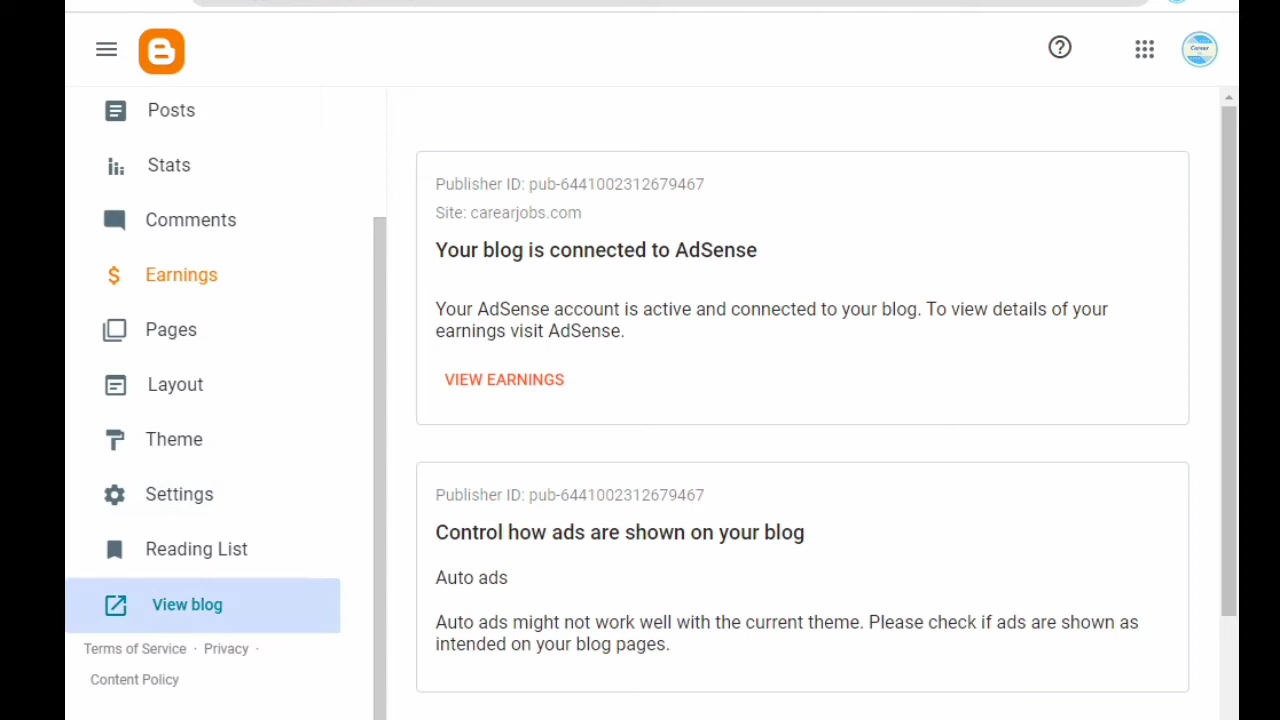 Posts
Stats
Comments
Earnings
Pages
Layout
Theme
Settings
Reading List
View blog
Terms of Service · Privacy ·
Content Policy
Career
Publisher ID: pub-6441002312679467
Site: carearjobs.com
Your blog is connected to AdSense
Your AdSense account is active and connected to your blog. To view details of your
earnings visit AdSense.
VIEW EARNINGS
Publisher ID: pub-6441002312679467
Control how ads are shown on your blog
Auto ads
Auto ads might not work well with the current theme. Please check if ads are shown as
intended on your blog pages.